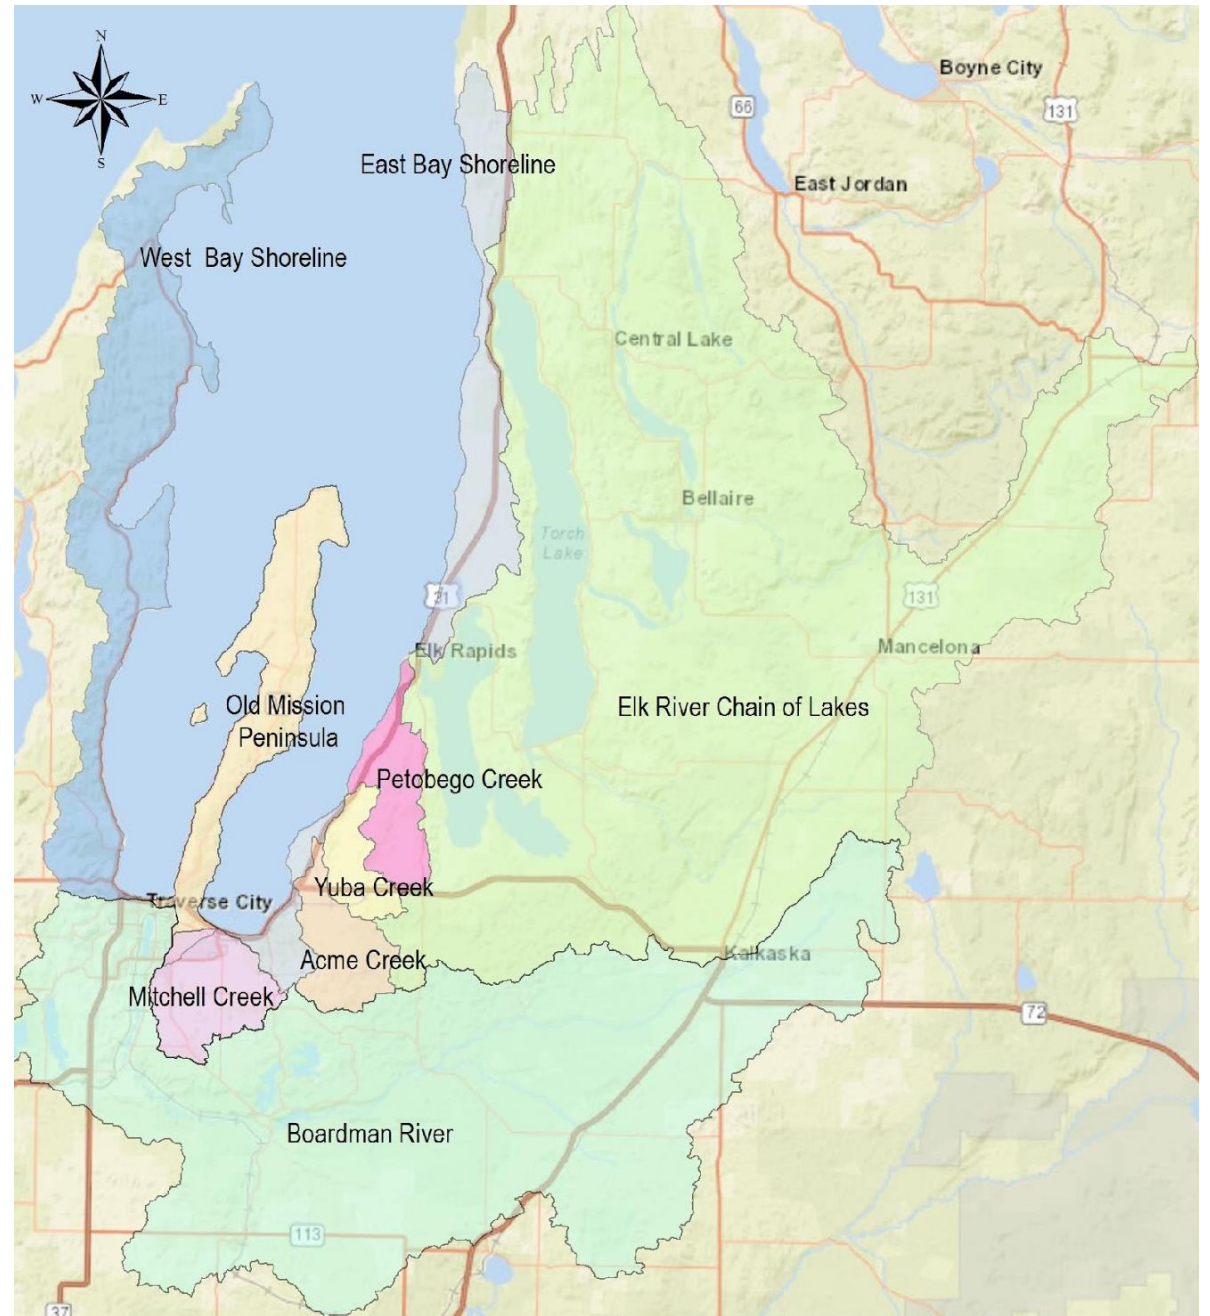 N
W
E
S
Boyne City
66
131
East Bay Shoreline
East Jordan
West Bay Shoreline
Central Lake
Bellaire
Torch
Lake
31
131
Elk Rapids
Mancelona
Old Mission
Peninsula
Elk River Chain of Lakes
Petobego Creek
Yuba Creek
Traverse City
Acme Creek
Kalkaska
Mitchell Creek
72
Boardman River
113
37